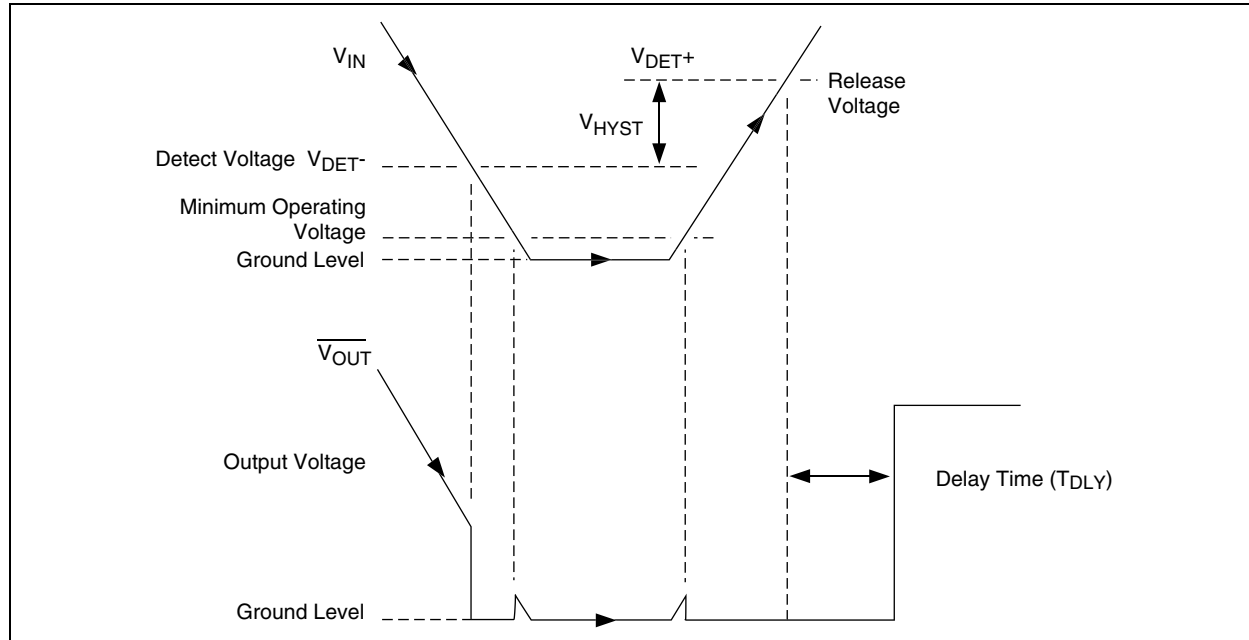 V_IN
V_DET+
Release
Voltage
V_HYST
Detect Voltage V_DET-
Minimum Operating
Voltage
Ground Level
V̅_O̅U̅T̅
Output Voltage
Delay Time (T_DLY)
Ground Level